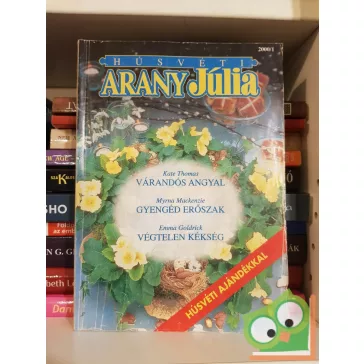 2000/1
HÚSVÉTI
ARANY Júlia
Kate Thomas
VÁRANDÓS ANGYAL
Myrna Mackenzie
GYENGÉD ERŐSZAK
Emma Goldrick
VÉGTELEN KÉKSÉG
HÚSVÉTI AJÁNDÉKKAL
SHO